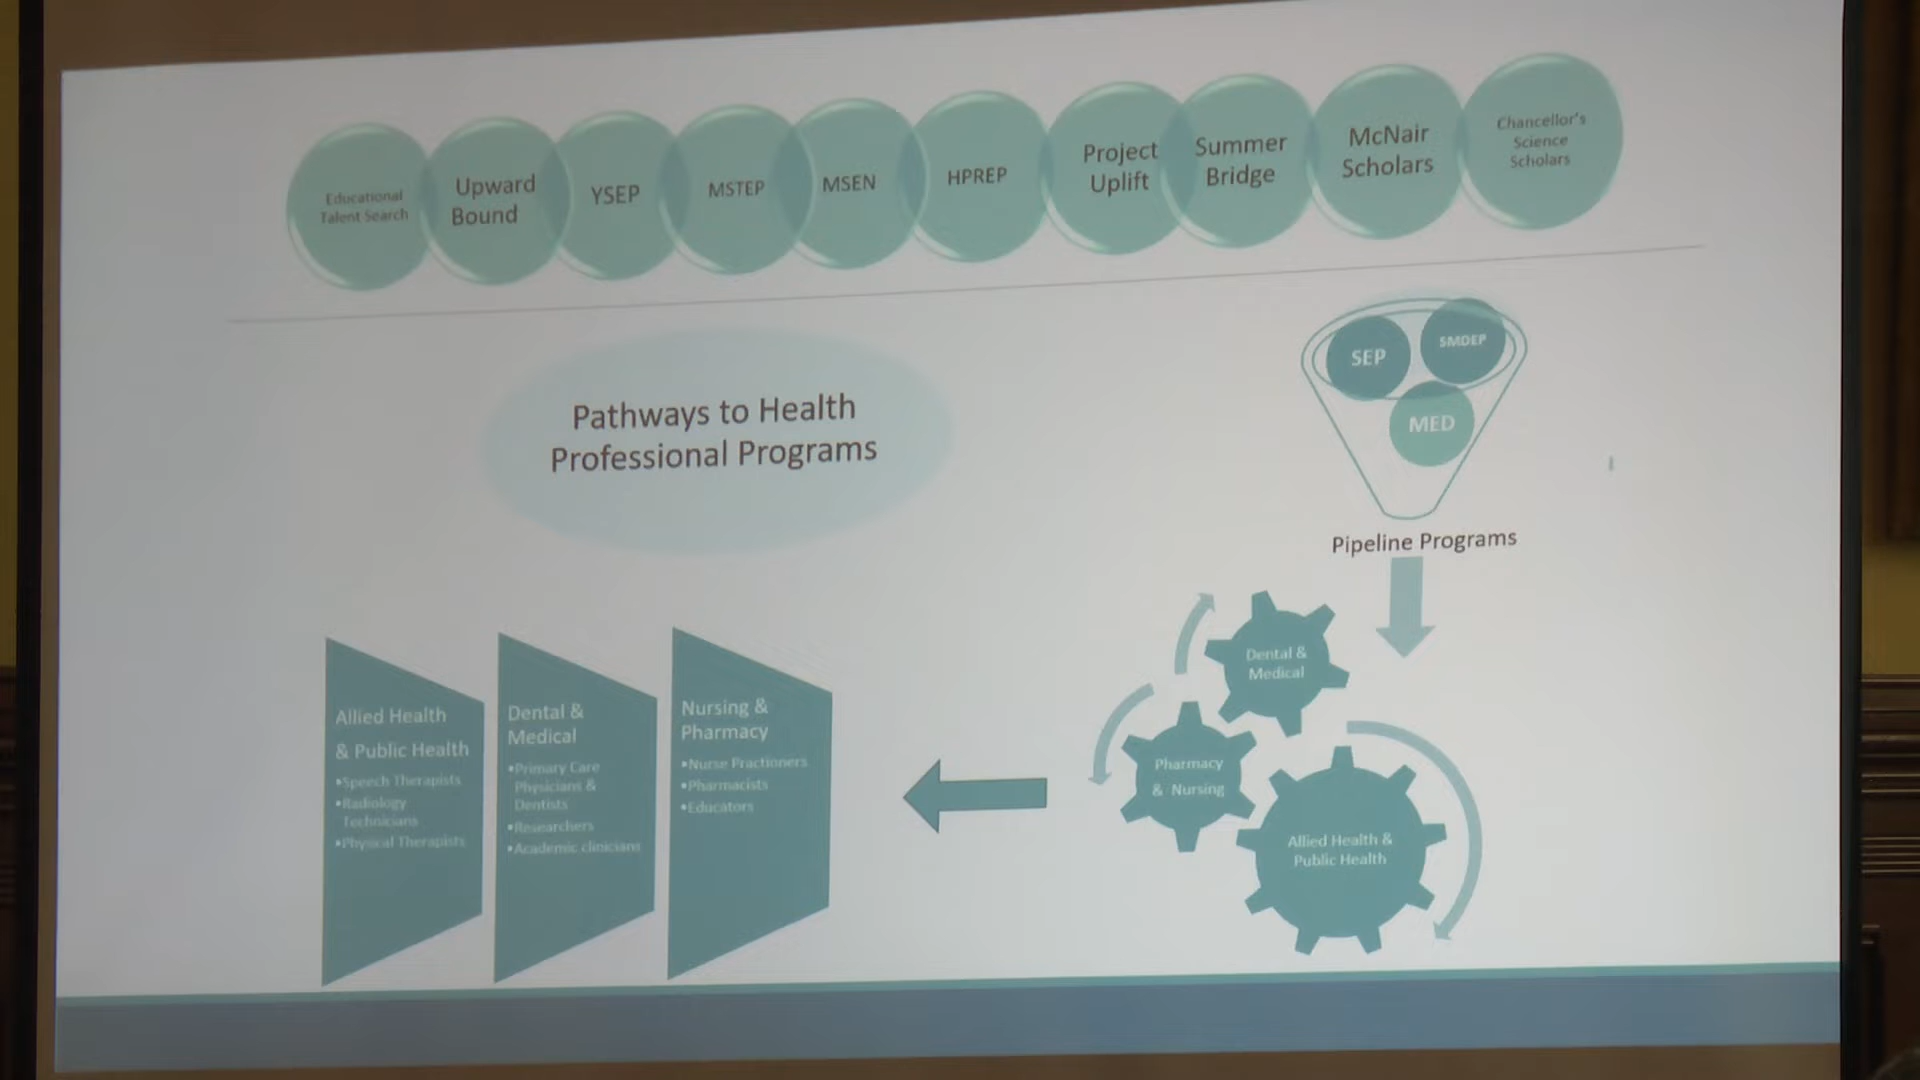 Educational
Talent Search
Upward
Bound
YSEP
MSTEP
MSEN
HPREP
Project
Uplift
Summer
Bridge
McNair
Scholars
Chancellor's
Science
Scholars
Pathways to Health
Professional Programs
SEP
SMDEP
MED
Pipeline Programs
Dental &
Medical
Pharmacy
& Nursing
Allied Health &
Public Health
Allied Health
& Public Health
•Speech Therapists
•Radiology
Technicians
•Physical Therapists
Dental &
Medical
•Primary Care
Physicians &
Dentists
•Researchers
•Academic clinicians
Nursing &
Pharmacy
•Nurse Practioners
•Pharmacists
•Educators